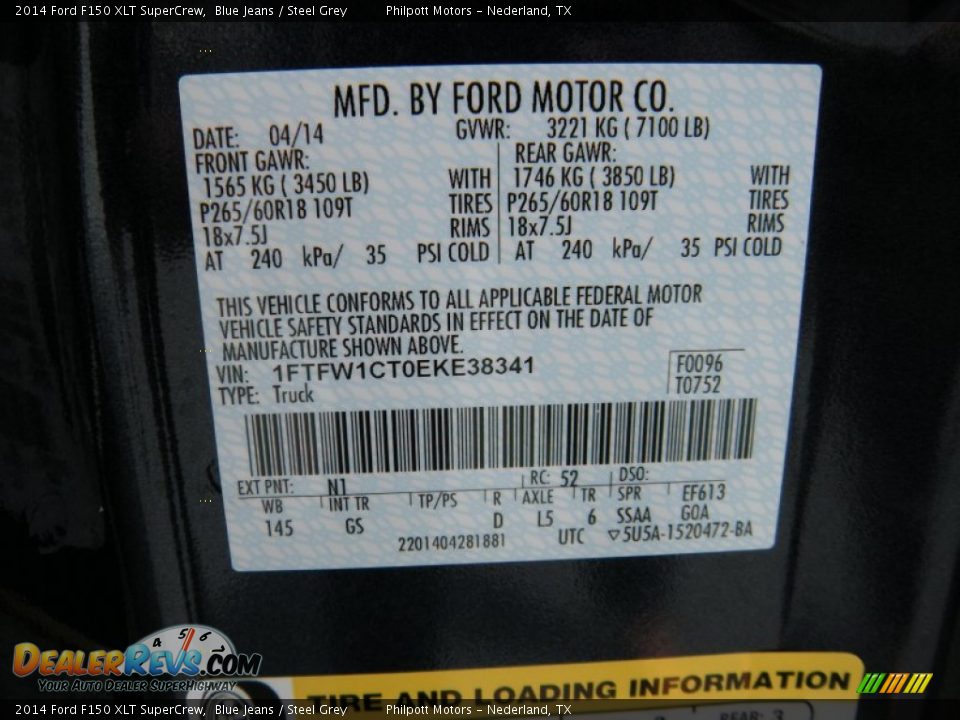 2014 Ford F150 XLT SuperCrew, Blue Jeans / Steel Grey Philpott Motors - Nederland, TX
MFD. BY FORD MOTOR CO.
DATE: 04/14 GVWR: 3221 KG ( 7100 LB)
FRONT GAWR: REAR GAWR:
1565 KG ( 3450 LB) WITH 1746 KG ( 3850 LB) WITH
P265/60R18 109T TIRES P265/60R18 109T TIRES
18x7.5J RIMS 18x7.5J RIMS
AT 240 kPa/ 35 PSI COLD AT 240 kPa/ 35 PSI COLD
THIS VEHICLE CONFORMS TO ALL APPLICABLE FEDERAL MOTOR
VEHICLE SAFETY STANDARDS IN EFFECT ON THE DATE OF
MANUFACTURE SHOWN ABOVE.
VIN: 1FTFW1CT0EKE38341 F0096
TYPE: Truck T0752
EXT PNT: N1 RC: 52 DSO:
WB INT TR TP/PS R AXLE TR SPR EF613
145 GS D L5 6 SSAA GOA
2201404281881 UTC ▽5U5A-1520472-BA
4 5 6
DEALERREVS.COM
YOUR AUTO DEALER SUPERHIGHWAY
TIRE AND LOADING INFORMATION
REAR: 3
2014 Ford F150 XLT SuperCrew, Blue Jeans / Steel Grey Philpott Motors - Nederland, TX